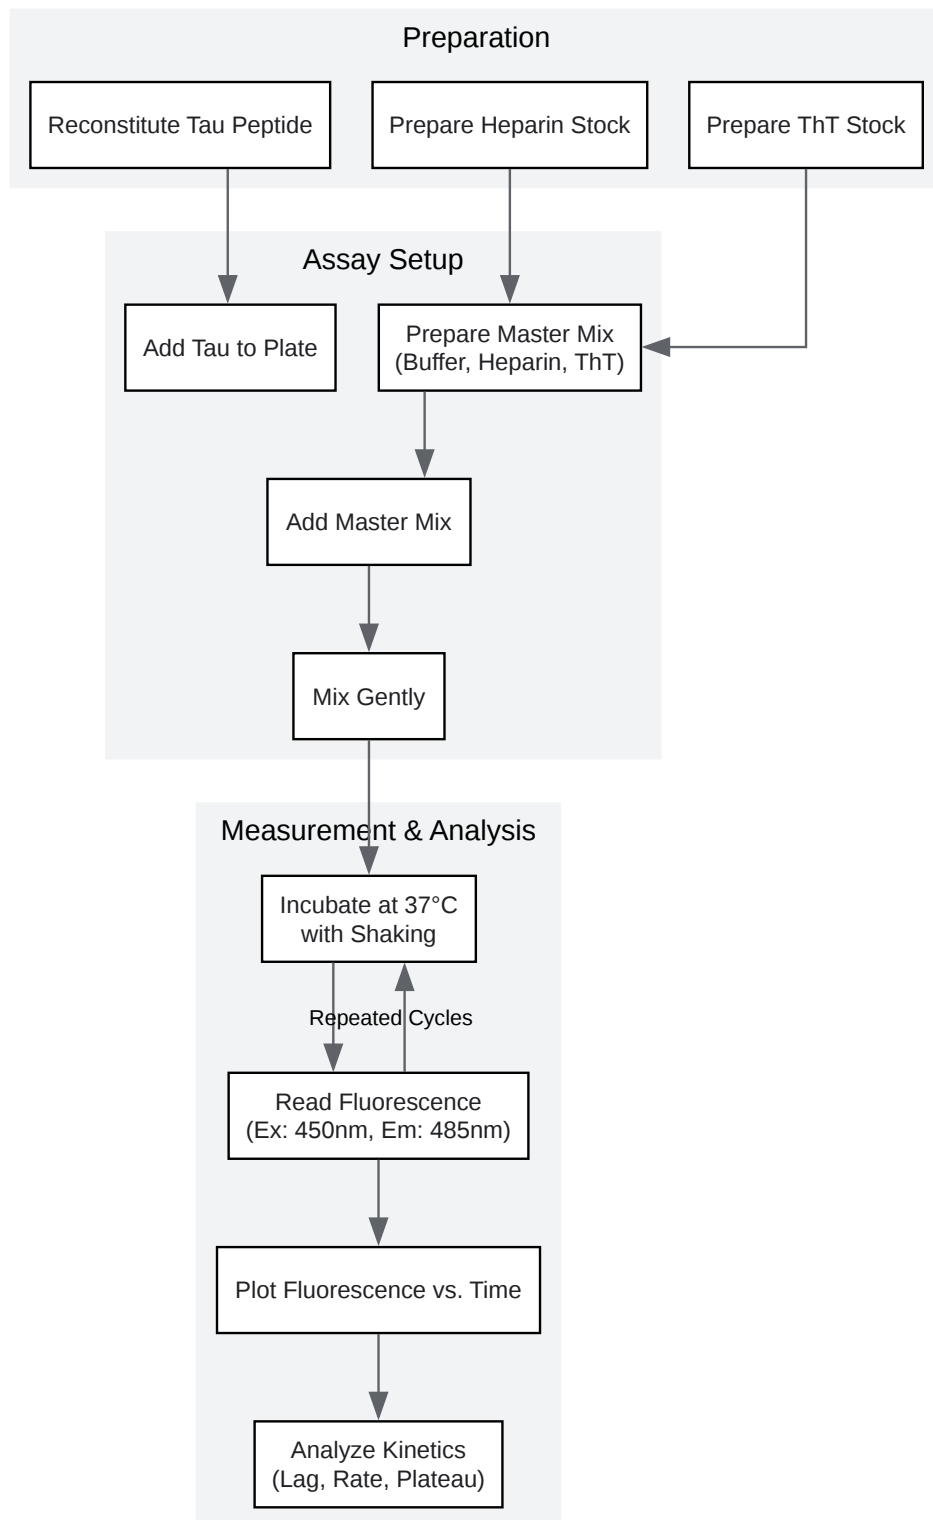 Preparation
Reconstitute Tau Peptide
Prepare Heparin Stock
Prepare ThT Stock
Assay Setup
Add Tau to Plate
Prepare Master Mix
(Buffer, Heparin, ThT)
Add Master Mix
Mix Gently
Measurement & Analysis
Incubate at 37°C
with Shaking
Repeated Cycles
Read Fluorescence
(Ex: 450nm, Em: 485nm)
Plot Fluorescence vs. Time
Analyze Kinetics
(Lag, Rate, Plateau)